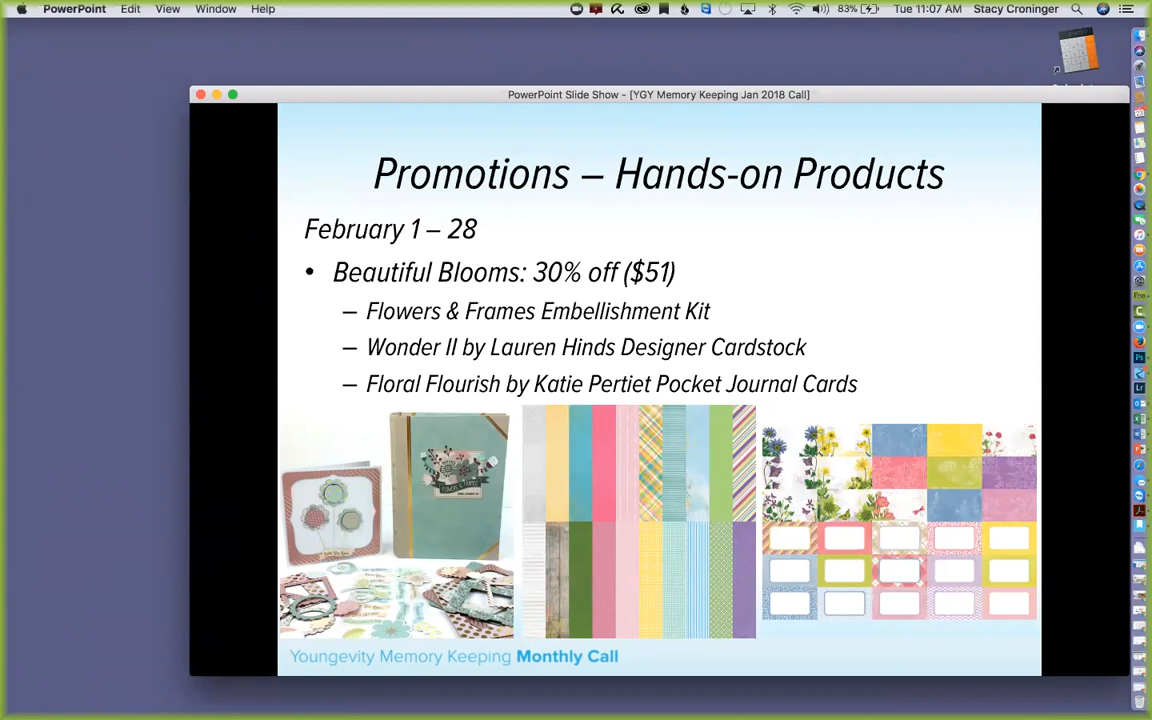 PowerPoint Edit View Window Help
83% Tue 11:07 AM Stacy Croninger
PowerPoint Slide Show - [YGY Memory Keeping Jan 2018 Call]
Promotions – Hands-on Products
February 1 – 28
• Beautiful Blooms: 30% off ($51)
– Flowers & Frames Embellishment Kit
– Wonder II by Lauren Hinds Designer Cardstock
– Floral Flourish by Katie Pertiet Pocket Journal Cards
Youngevity Memory Keeping Monthly Call